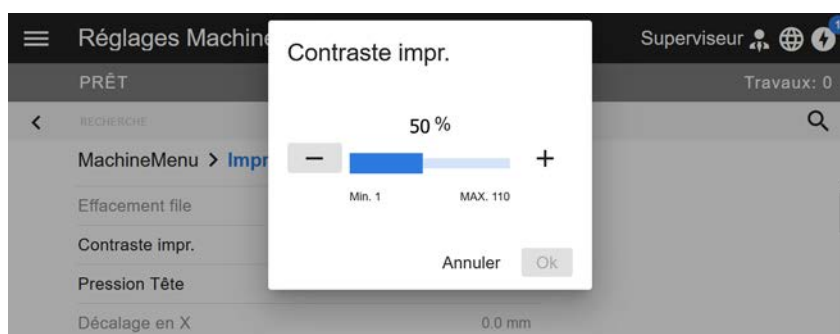 Réglages Machine
Superviseur
1
PRÊT
Travaux: 0
RECHERCHE
MachineMenu > Impr
Effacement file
Contraste impr.
Pression Tête
Décalage en X 0.0 mm
Contraste impr.
50 %
− +
Min. 1 MAX. 110
Annuler Ok